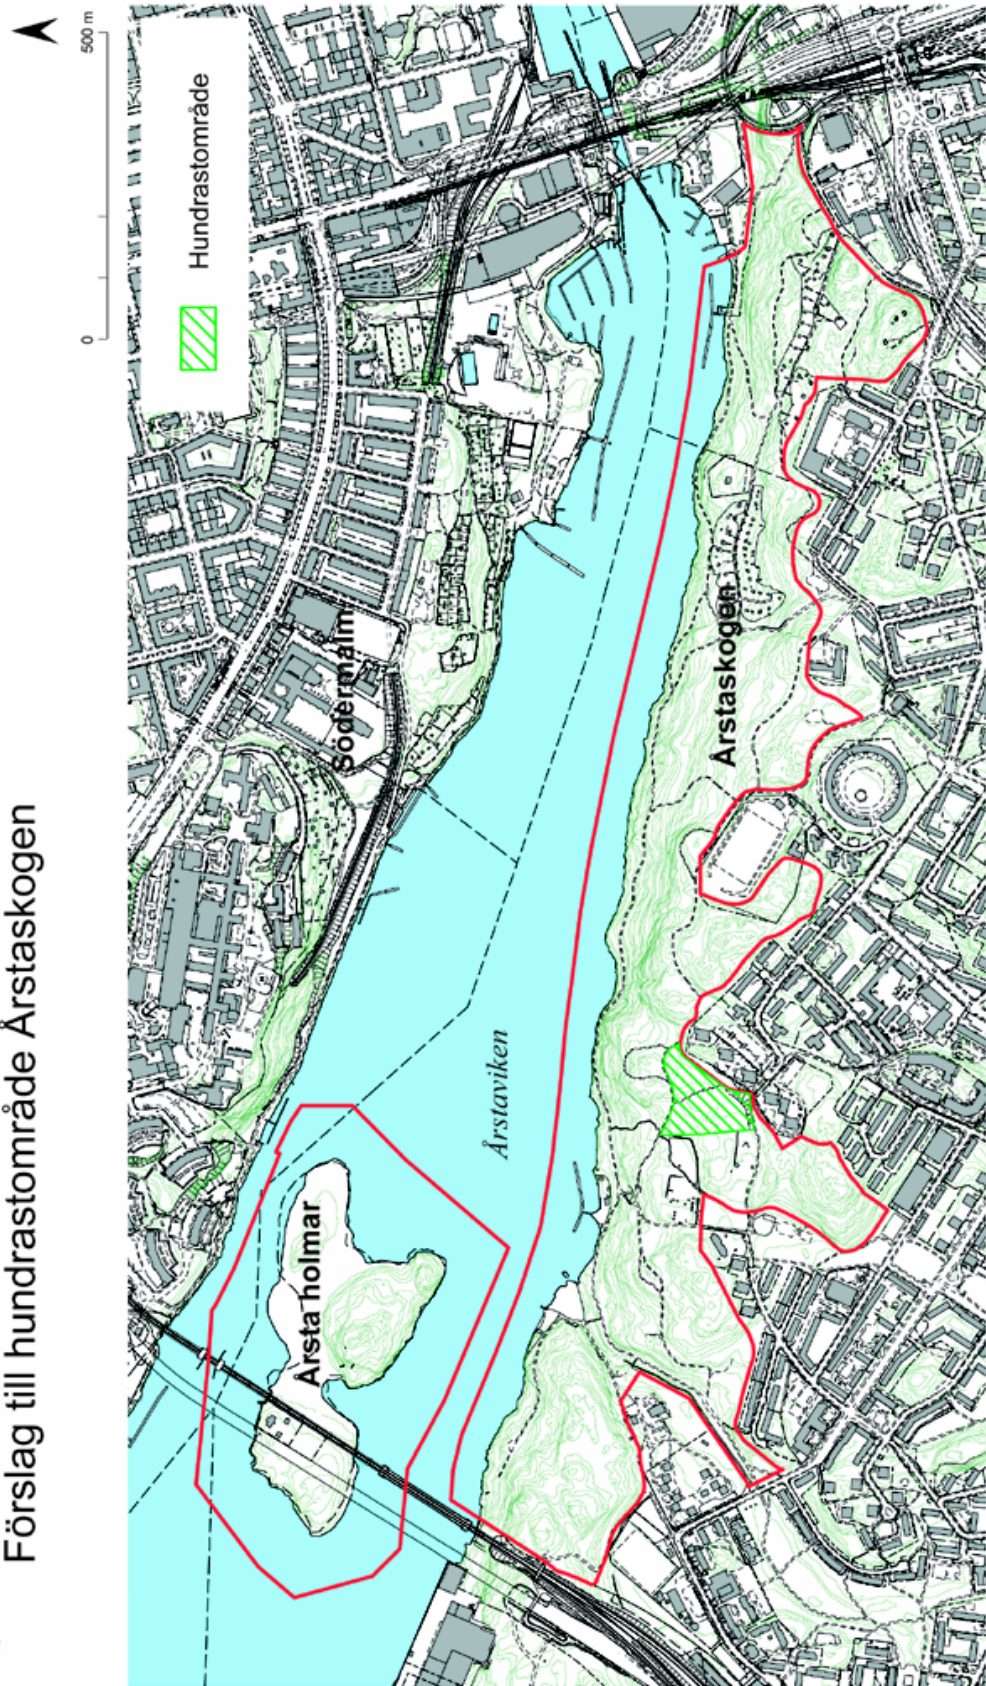 Förslag till hundrastområde Årstaskogen
0
500 m
Hundrastområde
Södermalm
Årstaviken
Årsta holmar
Årstaskogen